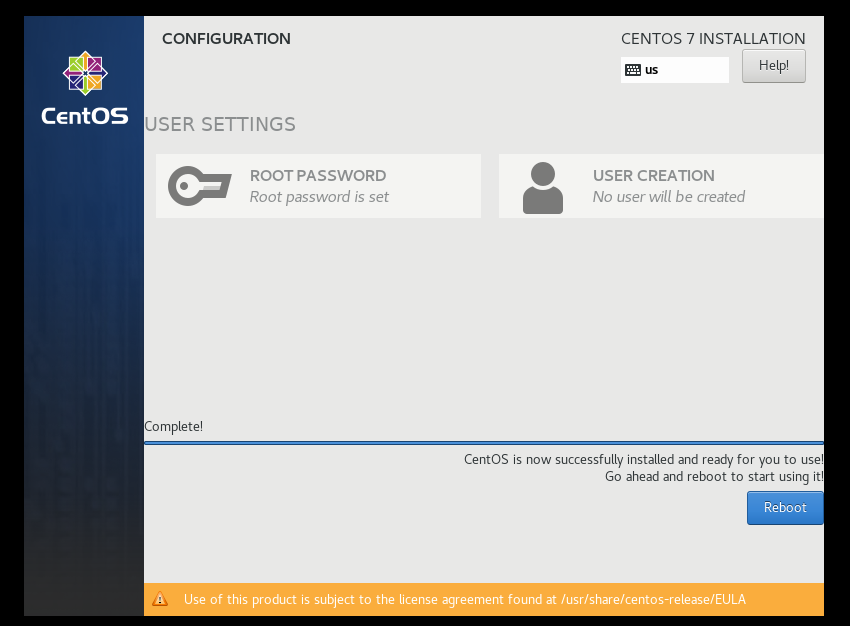 CONFIGURATION
CENTOS 7 INSTALLATION
us
Help!
CentOS
USER SETTINGS
ROOT PASSWORD
Root password is set
USER CREATION
No user will be created
Complete!
CentOS is now successfully installed and ready for you to use!
Go ahead and reboot to start using it!
Reboot
Use of this product is subject to the license agreement found at /usr/share/centos-release/EULA